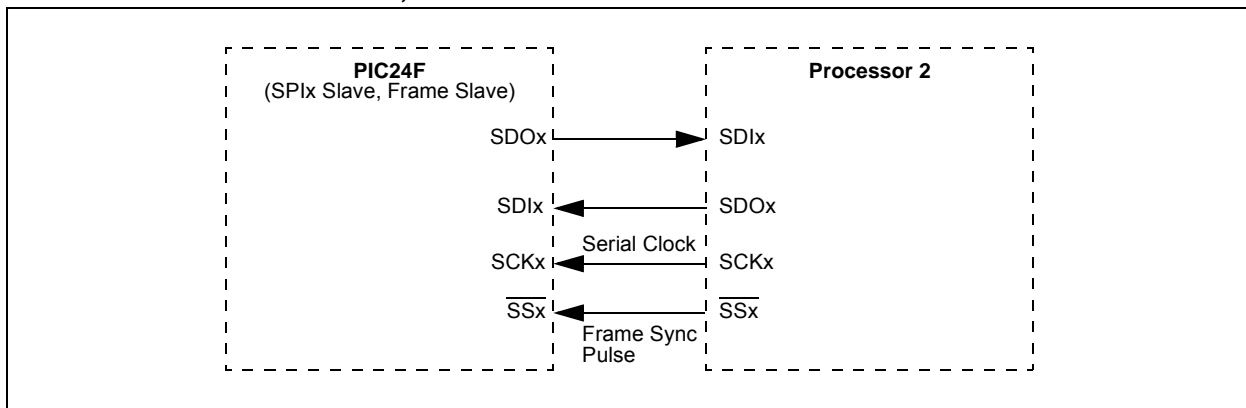 PIC24F
(SPIx Slave, Frame Slave)
Processor 2
SDOx
SDIx
SDIx
SDOx
Serial Clock
SCKx
SCKx
SSx
SSx
Frame Sync
Pulse